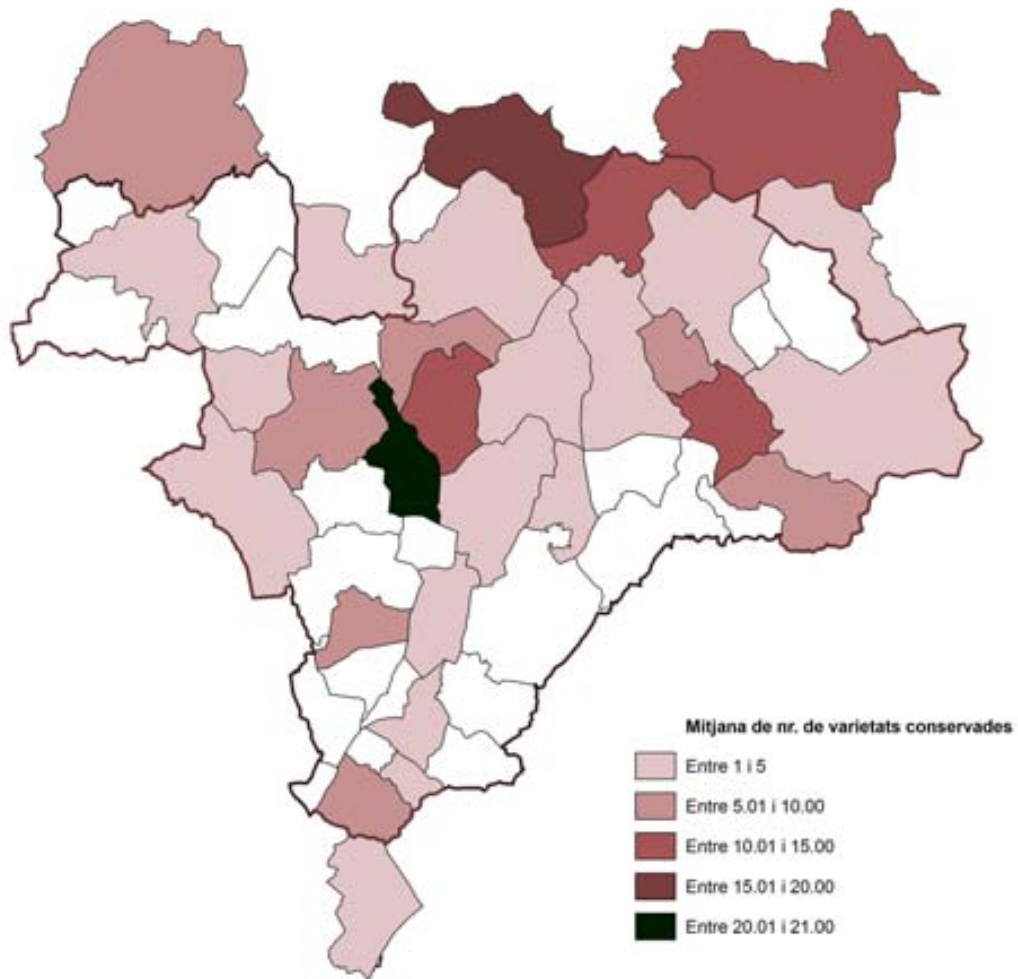 Mitjana de nr. de varietats conservades
Entre 1 i 5
Entre 5.01 i 10.00
Entre 10.01 i 15.00
Entre 15.01 i 20.00
Entre 20.01 i 21.00